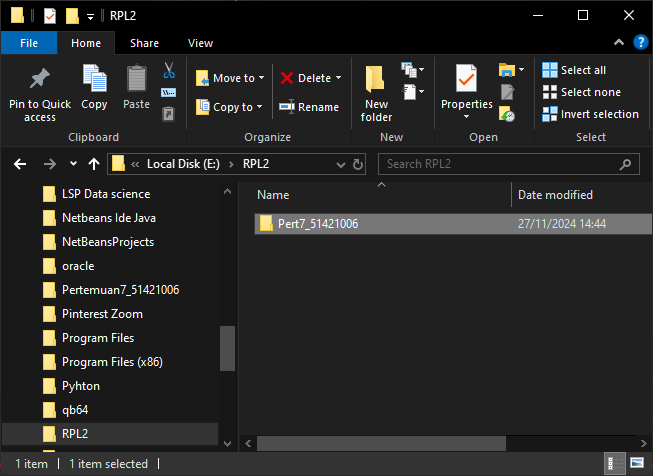 RPL2
File Home Share View
Pin to Quick access
Copy
Paste
Move to
Copy to
Delete
Rename
New folder
Properties
Select all
Select none
Invert selection
Clipboard Organize New Open Select
« Local Disk (E:) > RPL2
Search RPL2
Name Date modified
Pert7_51421006 27/11/2024 14:44
LSP Data science
Netbeans Ide Java
NetBeansProjects
oracle
Pertemuan7_51421006
Pinterest Zoom
Program Files
Program Files (x86)
Pyhton
qb64
RPL2
1 item 1 item selected